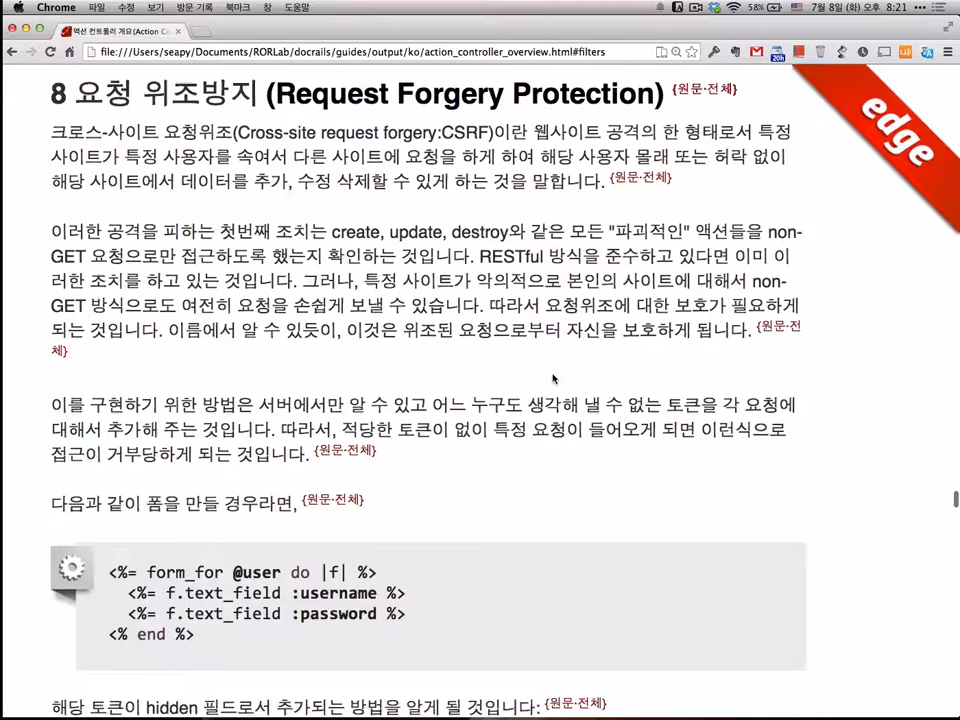 Chrome 파일 수정 보기 방문 기록 북마크 창 도움말 58% 7월 8일 (화) 오후 8:21
액션 컨트롤러 개요(Action Co
file:///Users/seapy/Documents/RORLab/docrails/guides/output/ko/action_controller_overview.html#filters
20h
edge
8 요청 위조방지 (Request Forgery Protection) {원문·전체}
크로스-사이트 요청위조(Cross-site request forgery:CSRF)이란 웹사이트 공격의 한 형태로서 특정
사이트가 특정 사용자를 속여서 다른 사이트에 요청을 하게 하여 해당 사용자 몰래 또는 허락 없이
해당 사이트에서 데이터를 추가, 수정 삭제할 수 있게 하는 것을 말합니다. {원문·전체}
이러한 공격을 피하는 첫번째 조치는 create, update, destroy와 같은 모든 "파괴적인" 액션들을 non-
GET 요청으로만 접근하도록 했는지 확인하는 것입니다. RESTful 방식을 준수하고 있다면 이미 이
러한 조치를 하고 있는 것입니다. 그러나, 특정 사이트가 악의적으로 본인의 사이트에 대해서 non-
GET 방식으로도 여전히 요청을 손쉽게 보낼 수 있습니다. 따라서 요청위조에 대한 보호가 필요하게
되는 것입니다. 이름에서 알 수 있듯이, 이것은 위조된 요청으로부터 자신을 보호하게 됩니다. {원문·전
체}
이를 구현하기 위한 방법은 서버에서만 알 수 있고 어느 누구도 생각해 낼 수 없는 토큰을 각 요청에
대해서 추가해 주는 것입니다. 따라서, 적당한 토큰이 없이 특정 요청이 들어오게 되면 이런식으로
접근이 거부당하게 되는 것입니다. {원문·전체}
다음과 같이 폼을 만들 경우라면, {원문·전체}
<%= form_for @user do |f| %>
<%= f.text_field :username %>
<%= f.text_field :password %>
<% end %>
해당 토큰이 hidden 필드로서 추가되는 방법을 알게 될 것입니다: {원문·전체}